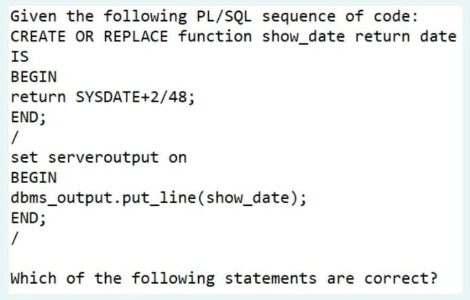 Given the following PL/SQL sequence of code:
CREATE OR REPLACE function show_date return date
IS
BEGIN
return SYSDATE+2/48;
END;
/
set serveroutput on
BEGIN
dbms_output.put_line(show_date);
END;
/
Which of the following statements are correct?